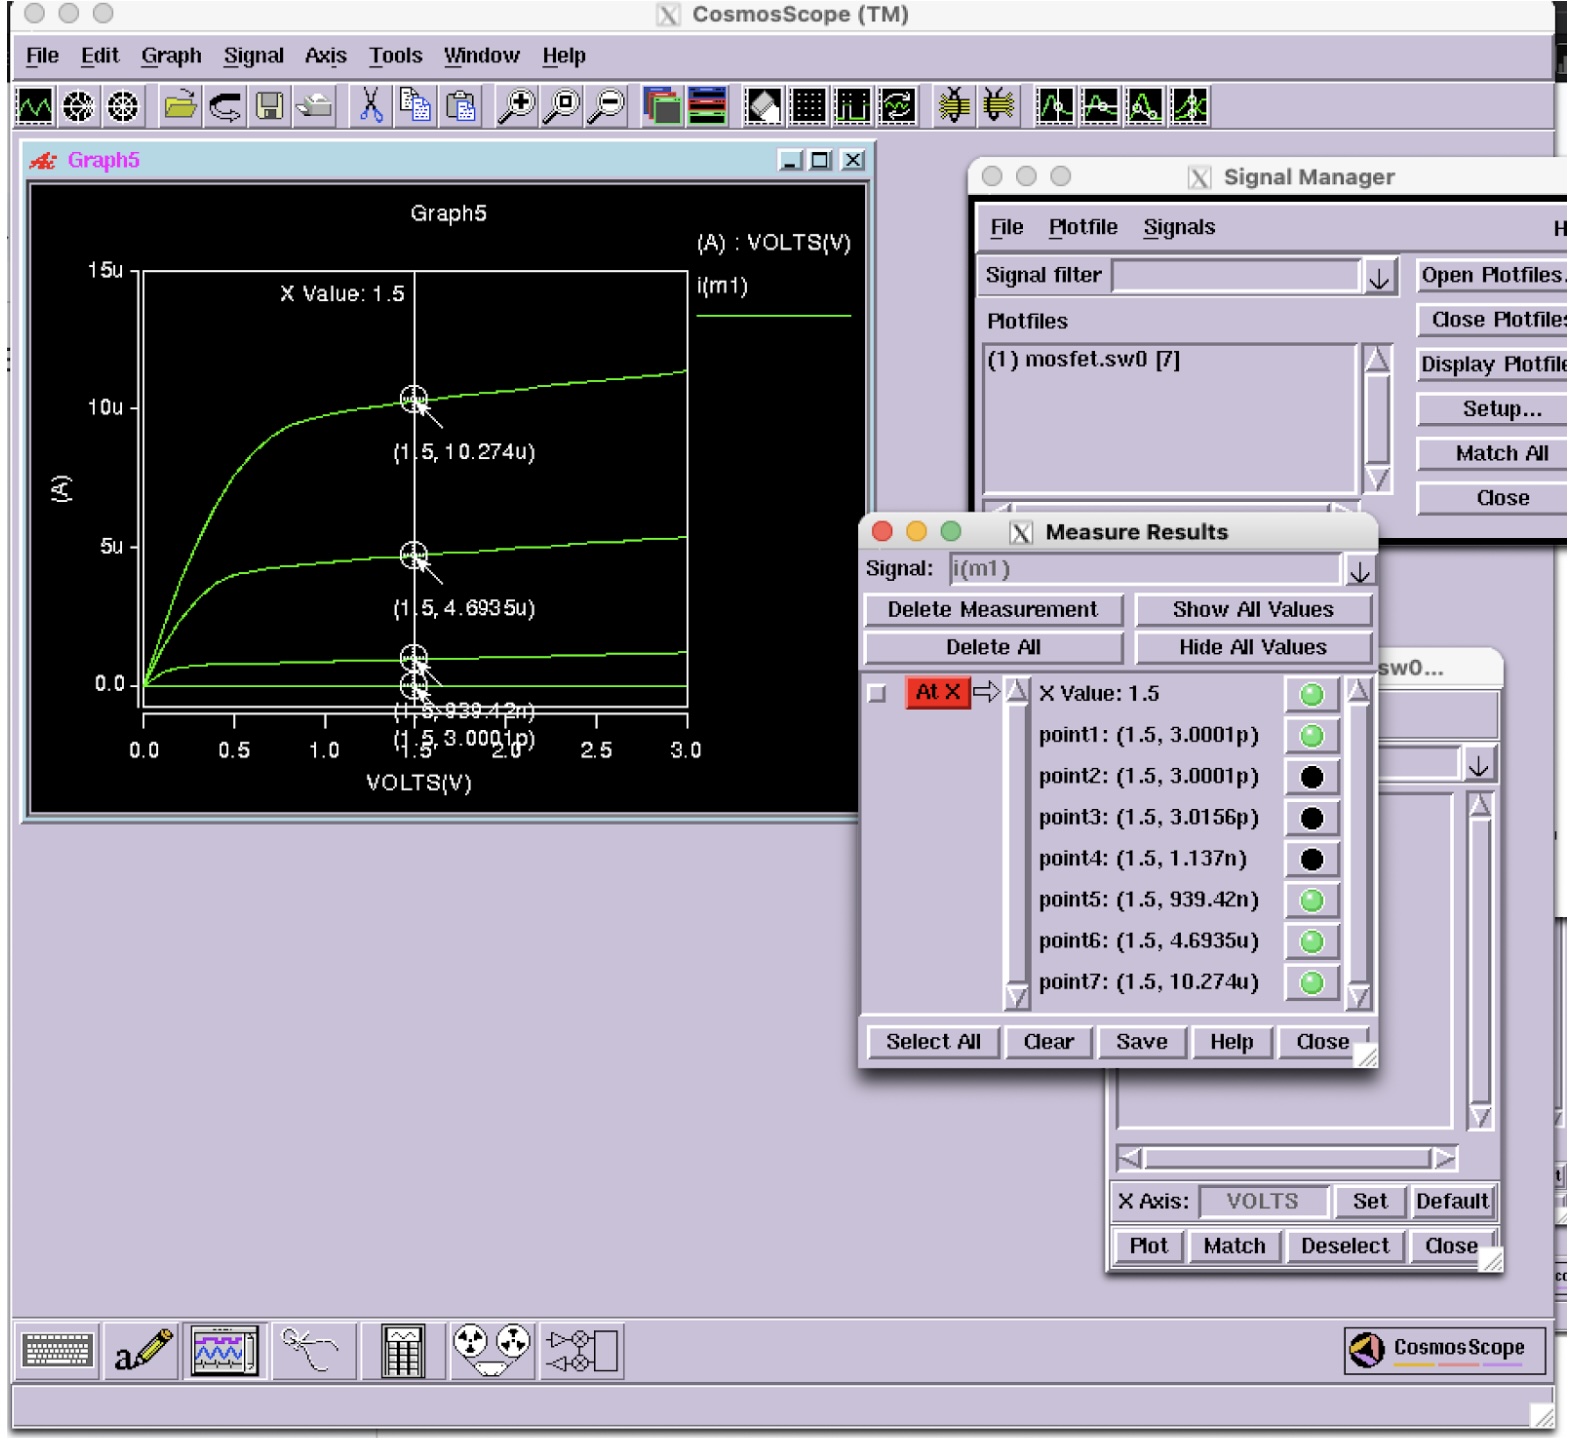 CosmosScope (TM)
File Edit Graph Signal Axis Tools Window Help
Graph5
Graph5
(A) : VOLTS(V)
i(m1)
X Value: 1.5
15u
10u
5u
0.0
(A)
(1.5, 10.274u)
(1.5, 4.6935u)
(1.5, 939.42n)
(1.5, 3.0001p)
0.0 0.5 1.0 1.5 2.0 2.5 3.0
VOLTS(V)
Signal Manager
File Plotfile Signals H
Signal filter
Open Plotfiles.
Plotfiles
Close Plotfiles
(1) mosfet.sw0 [7]
Display Plotfile
Setup...
Match All
Close
Measure Results
Signal: i(m1)
Delete Measurement Show All Values
Delete All Hide All Values
At X
X Value: 1.5
point1: (1.5, 3.0001p)
point2: (1.5, 3.0001p)
point3: (1.5, 3.0156p)
point4: (1.5, 1.137n)
point5: (1.5, 939.42n)
point6: (1.5, 4.6935u)
point7: (1.5, 10.274u)
Select All Clear Save Help Close
sw0...
X Axis: VOLTS Set Default
Plot Match Deselect Close
a
CosmosScope